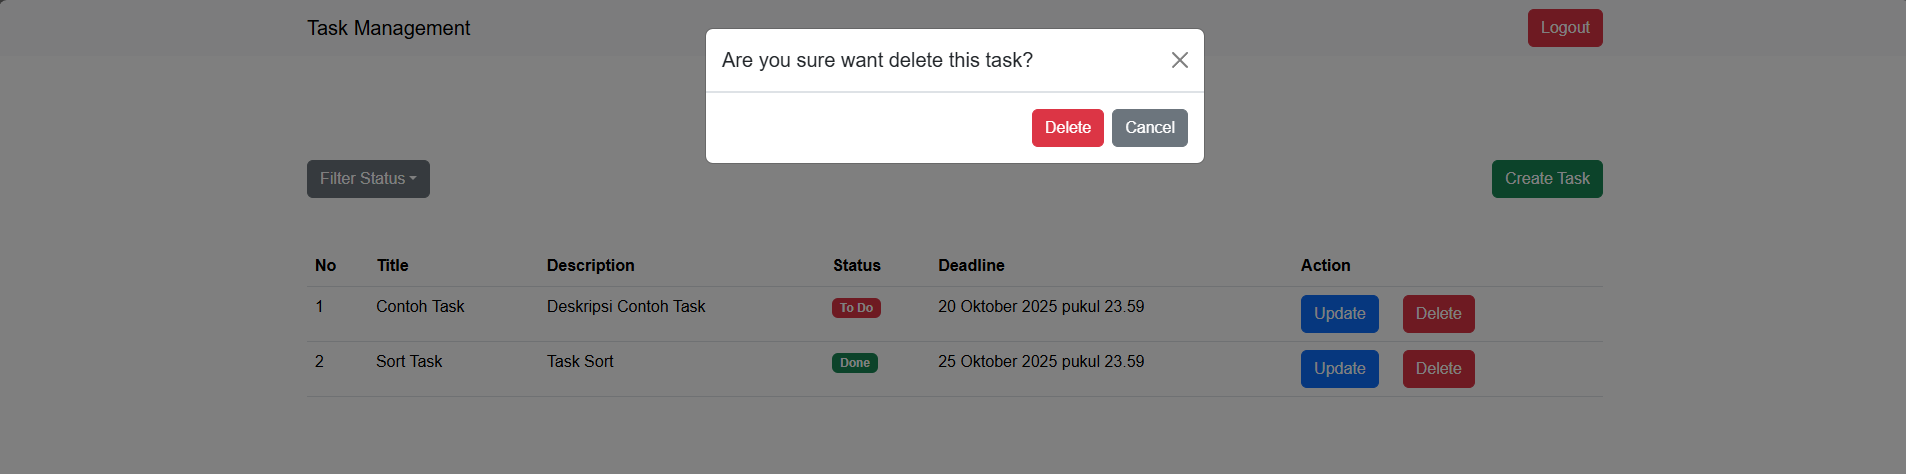 Task Management
Logout
Are you sure want delete this task?
Delete Cancel
Filter Status
Create Task
No Title Description Status Deadline Action
1 Contoh Task Deskripsi Contoh Task To Do 20 Oktober 2025 pukul 23.59 Update Delete
2 Sort Task Task Sort Done 25 Oktober 2025 pukul 23.59 Update Delete